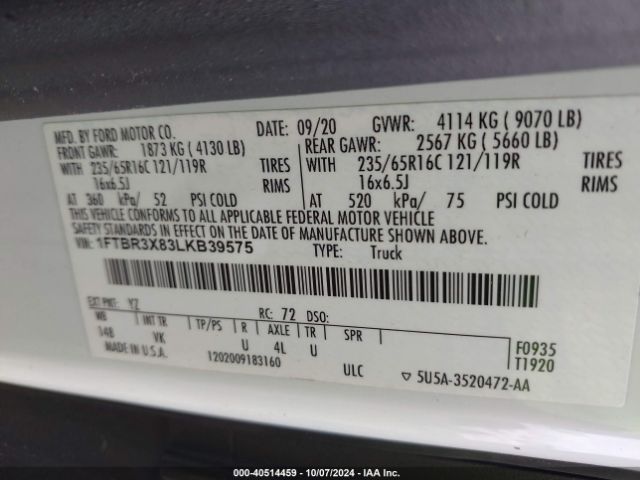 MFD. BY FORD MOTOR CO. DATE: 09/20 GVWR: 4114 KG ( 9070 LB)
FRONT GAWR: 1873 KG ( 4130 LB) REAR GAWR: 2567 KG ( 5660 LB)
WITH 235/65R16C 121/119R TIRES WITH 235/65R16C 121/119R TIRES
16x6.5J RIMS 16x6.5J RIMS
AT 360 kPa/ 52 PSI COLD AT 520 kPa/ 75 PSI COLD
THIS VEHICLE CONFORMS TO ALL APPLICABLE FEDERAL MOTOR VEHICLE
SAFETY STANDARDS IN EFFECT ON THE DATE OF MANUFACTURE SHOWN ABOVE.
VIN: 1FTBR3X83LKB39575 TYPE: Truck
EXT PNT: YZ RC: 72 DSO:
WB INT TR TP/PS R AXLE TR SPR F0935
148 VK U 4L U T1920
MADE IN U.S.A. 1202009183160 ULC ▽ 5U5A-3520472-AA
000-40514459 - 10/07/2024 - IAA Inc.